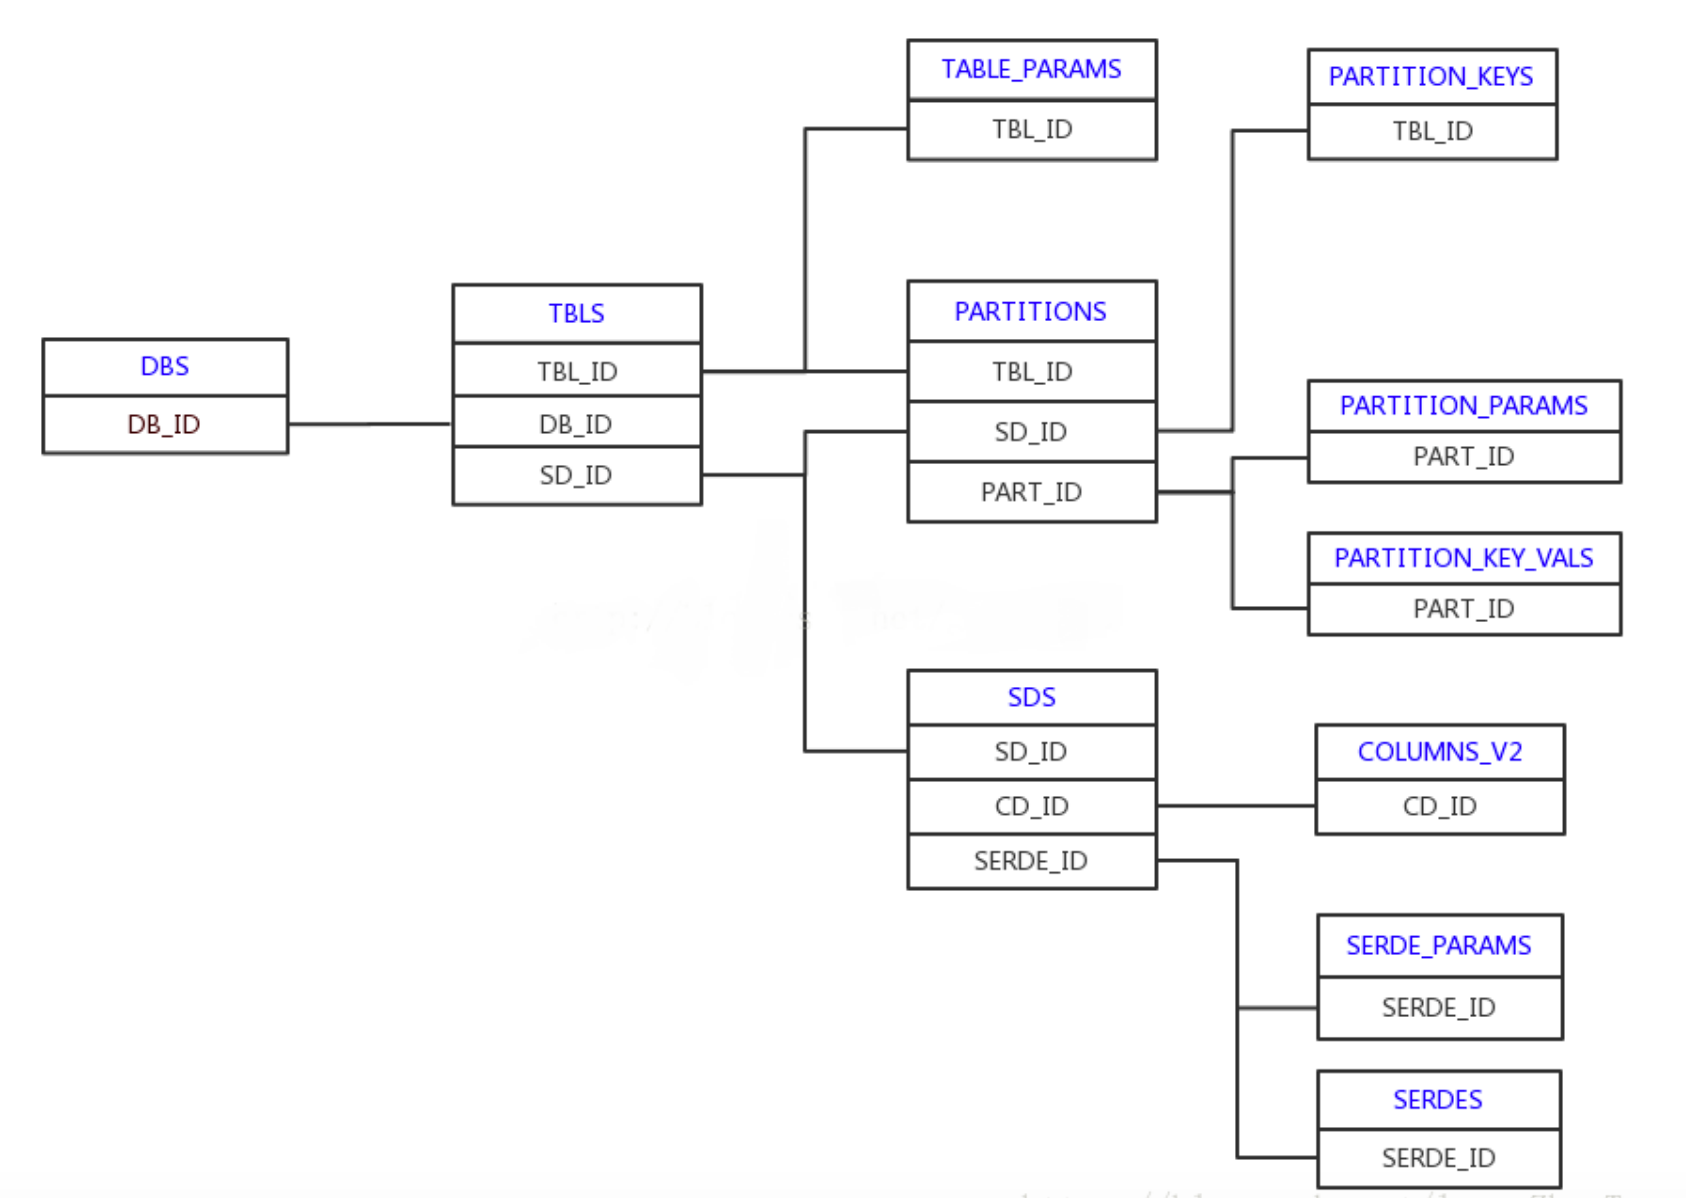 DBS
DB_ID
TBLS
TBL_ID
DB_ID
SD_ID
TABLE_PARAMS
TBL_ID
PARTITIONS
TBL_ID
SD_ID
PART_ID
SDS
SD_ID
CD_ID
SERDE_ID
PARTITION_KEYS
TBL_ID
PARTITION_PARAMS
PART_ID
PARTITION_KEY_VALS
PART_ID
COLUMNS_V2
CD_ID
SERDE_PARAMS
SERDE_ID
SERDES
SERDE_ID